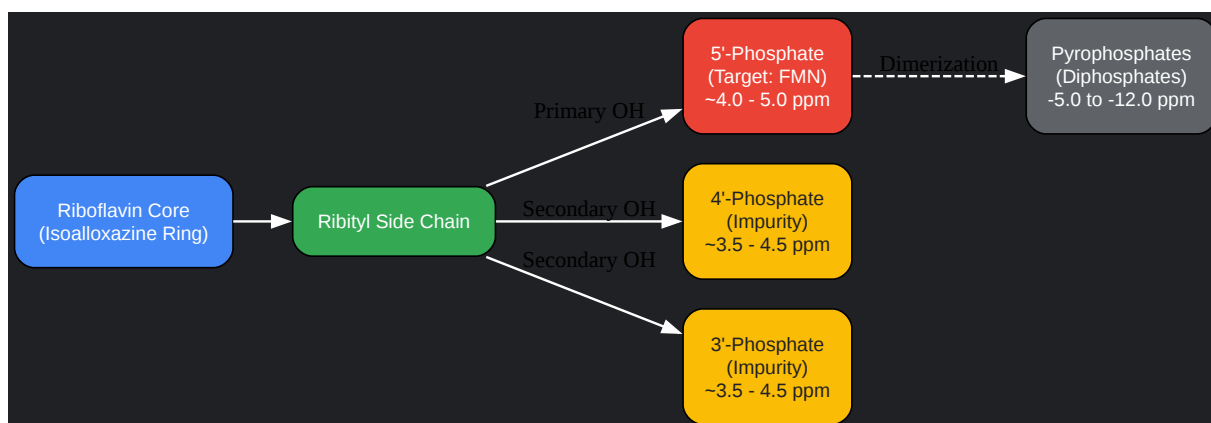 Riboflavin Core
(Isoalloxazine Ring)
Ribityl Side Chain
Primary OH
Secondary OH
Secondary OH
5'-Phosphate
(Target: FMN)
~4.0 - 5.0 ppm
4'-Phosphate
(Impurity)
~3.5 - 4.5 ppm
3'-Phosphate
(Impurity)
~3.5 - 4.5 ppm
Dimerization
Pyrophosphates
(Diphosphates)
-5.0 to -12.0 ppm